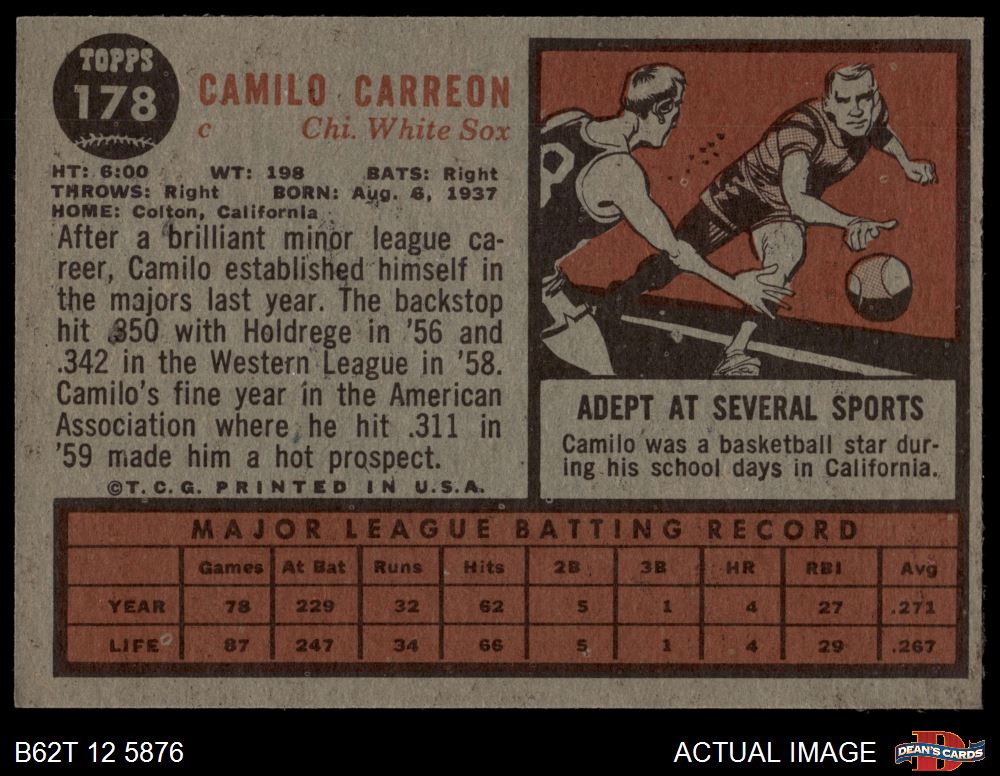 TOPPS
178
CAMILO CARREON
C Chi. White Sox
HT: 6:00 WT: 198 BATS: Right
THROWS: Right BORN: Aug. 6, 1937
HOME: Colton, California
After a brilliant minor league ca-
reer, Camilo established himself in
the majors last year. The backstop
hit .350 with Holdrege in '56 and
.342 in the Western League in '58.
Camilo's fine year in the American
Association where he hit .311 in
'59 made him a hot prospect.
©T.C.G. PRINTED IN U.S.A.
ADEPT AT SEVERAL SPORTS
Camilo was a basketball star dur-
ing his school days in California.
MAJOR LEAGUE BATTING RECORD
Games At Bat Runs Hits 2B 3B HR RBI Avg
YEAR 78 229 32 62 5 1 4 27 .271
LIFE 87 247 34 66 5 1 4 29 .267
B62T 12 5876
ACTUAL IMAGE
DEAN'S CARDS